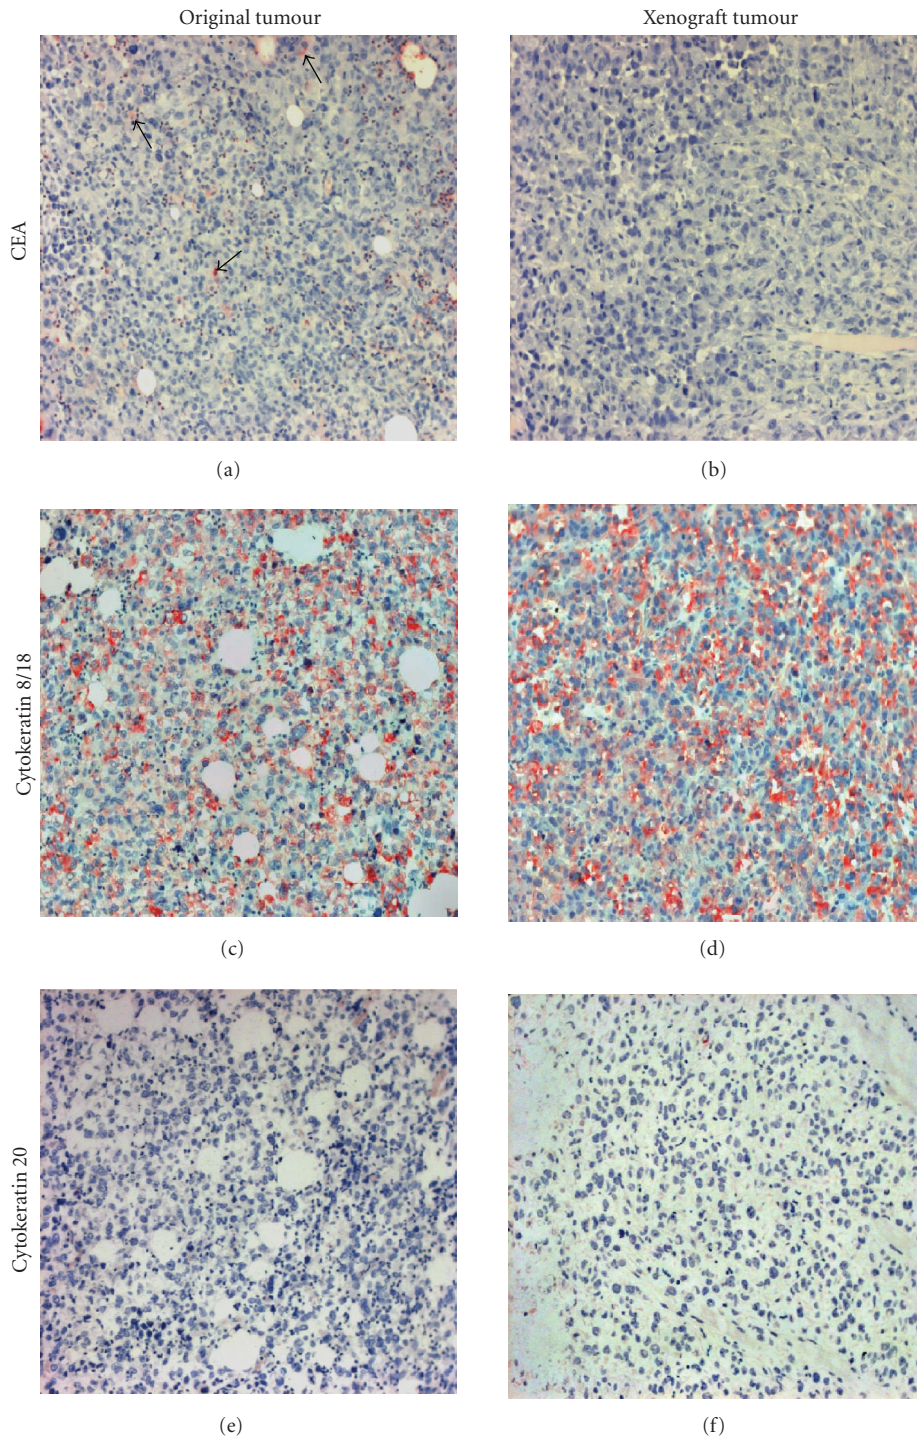 Original tumour
Xenograft tumour
CEA
(a)
(b)
Cytokeratin 8/18
(c)
(d)
Cytokeratin 20
(e)
(f)